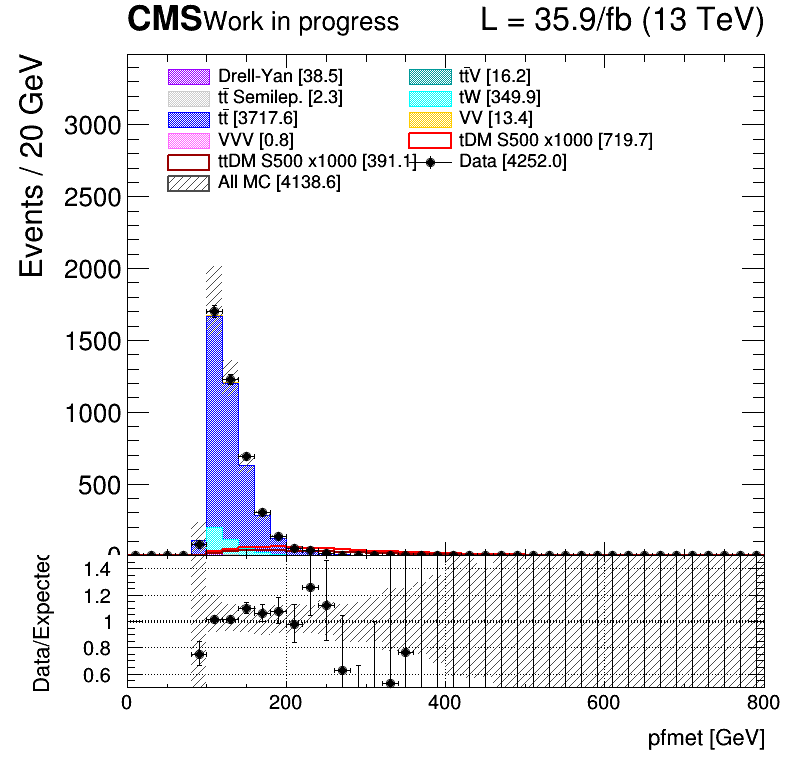 CMS Work in progress L = 35.9/fb (13 TeV)
Events / 20 GeV
Drell-Yan [38.5] tt̄V [16.2]
tt̄ Semilep. [2.3] tW [349.9]
tt̄ [3717.6] VV [13.4]
VVV [0.8] tDM S500 x1000 [719.7]
ttDM S500 x1000 [391.1] Data [4252.0]
All MC [4138.6]
3000
2500
2000
1500
1000
500
0
Data/Expected
1.4
1.2
1
0.8
0.6
0 200 400 600 800
pfmet [GeV]